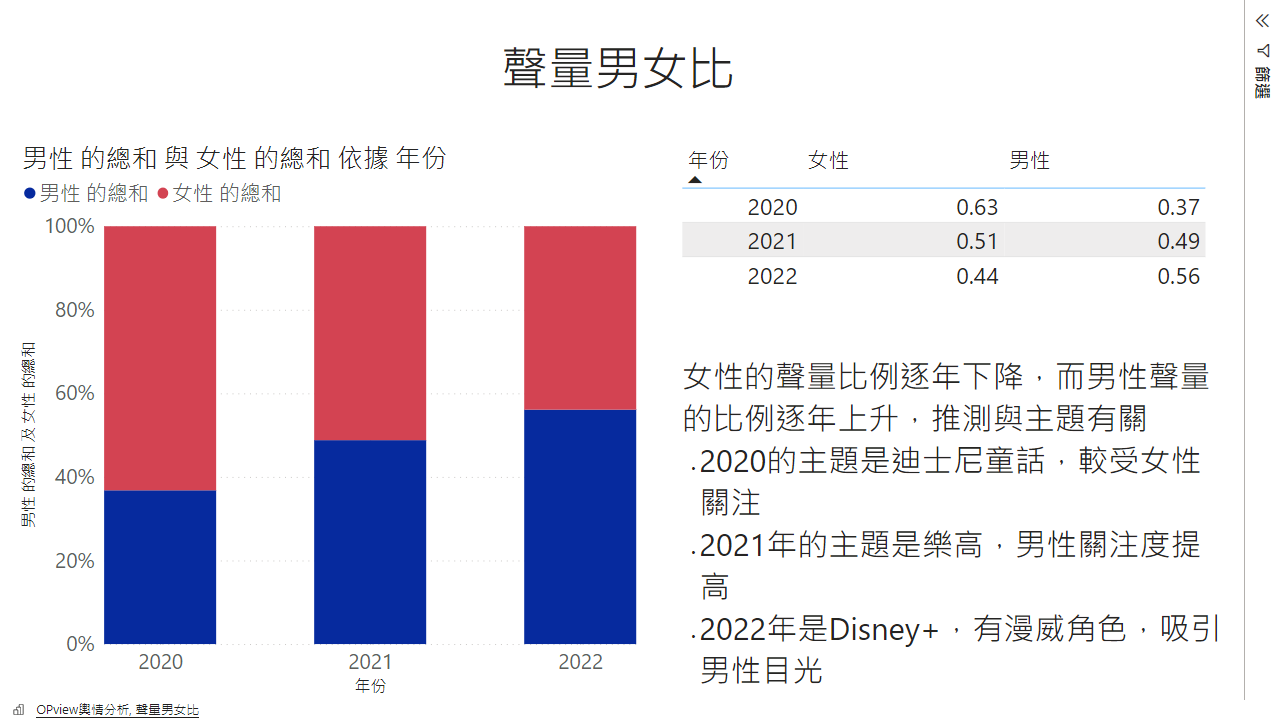 聲量男女比
篩選
男性 的總和 與 女性 的總和 依據 年份
男性 的總和 女性 的總和
100%
80%
60%
40%
20%
0%
男性 的總和 及 女性 的總和
2020 2021 2022
年份
年份 女性 男性
2020 0.63 0.37
2021 0.51 0.49
2022 0.44 0.56
女性的聲量比例逐年下降，而男性聲量
的比例逐年上升，推測與主題有關
.2020的主題是迪士尼童話，較受女性
關注
.2021年的主題是樂高，男性關注度提
高
.2022年是Disney+，有漫威角色，吸引
男性目光
OPview輿情分析, 聲量男女比